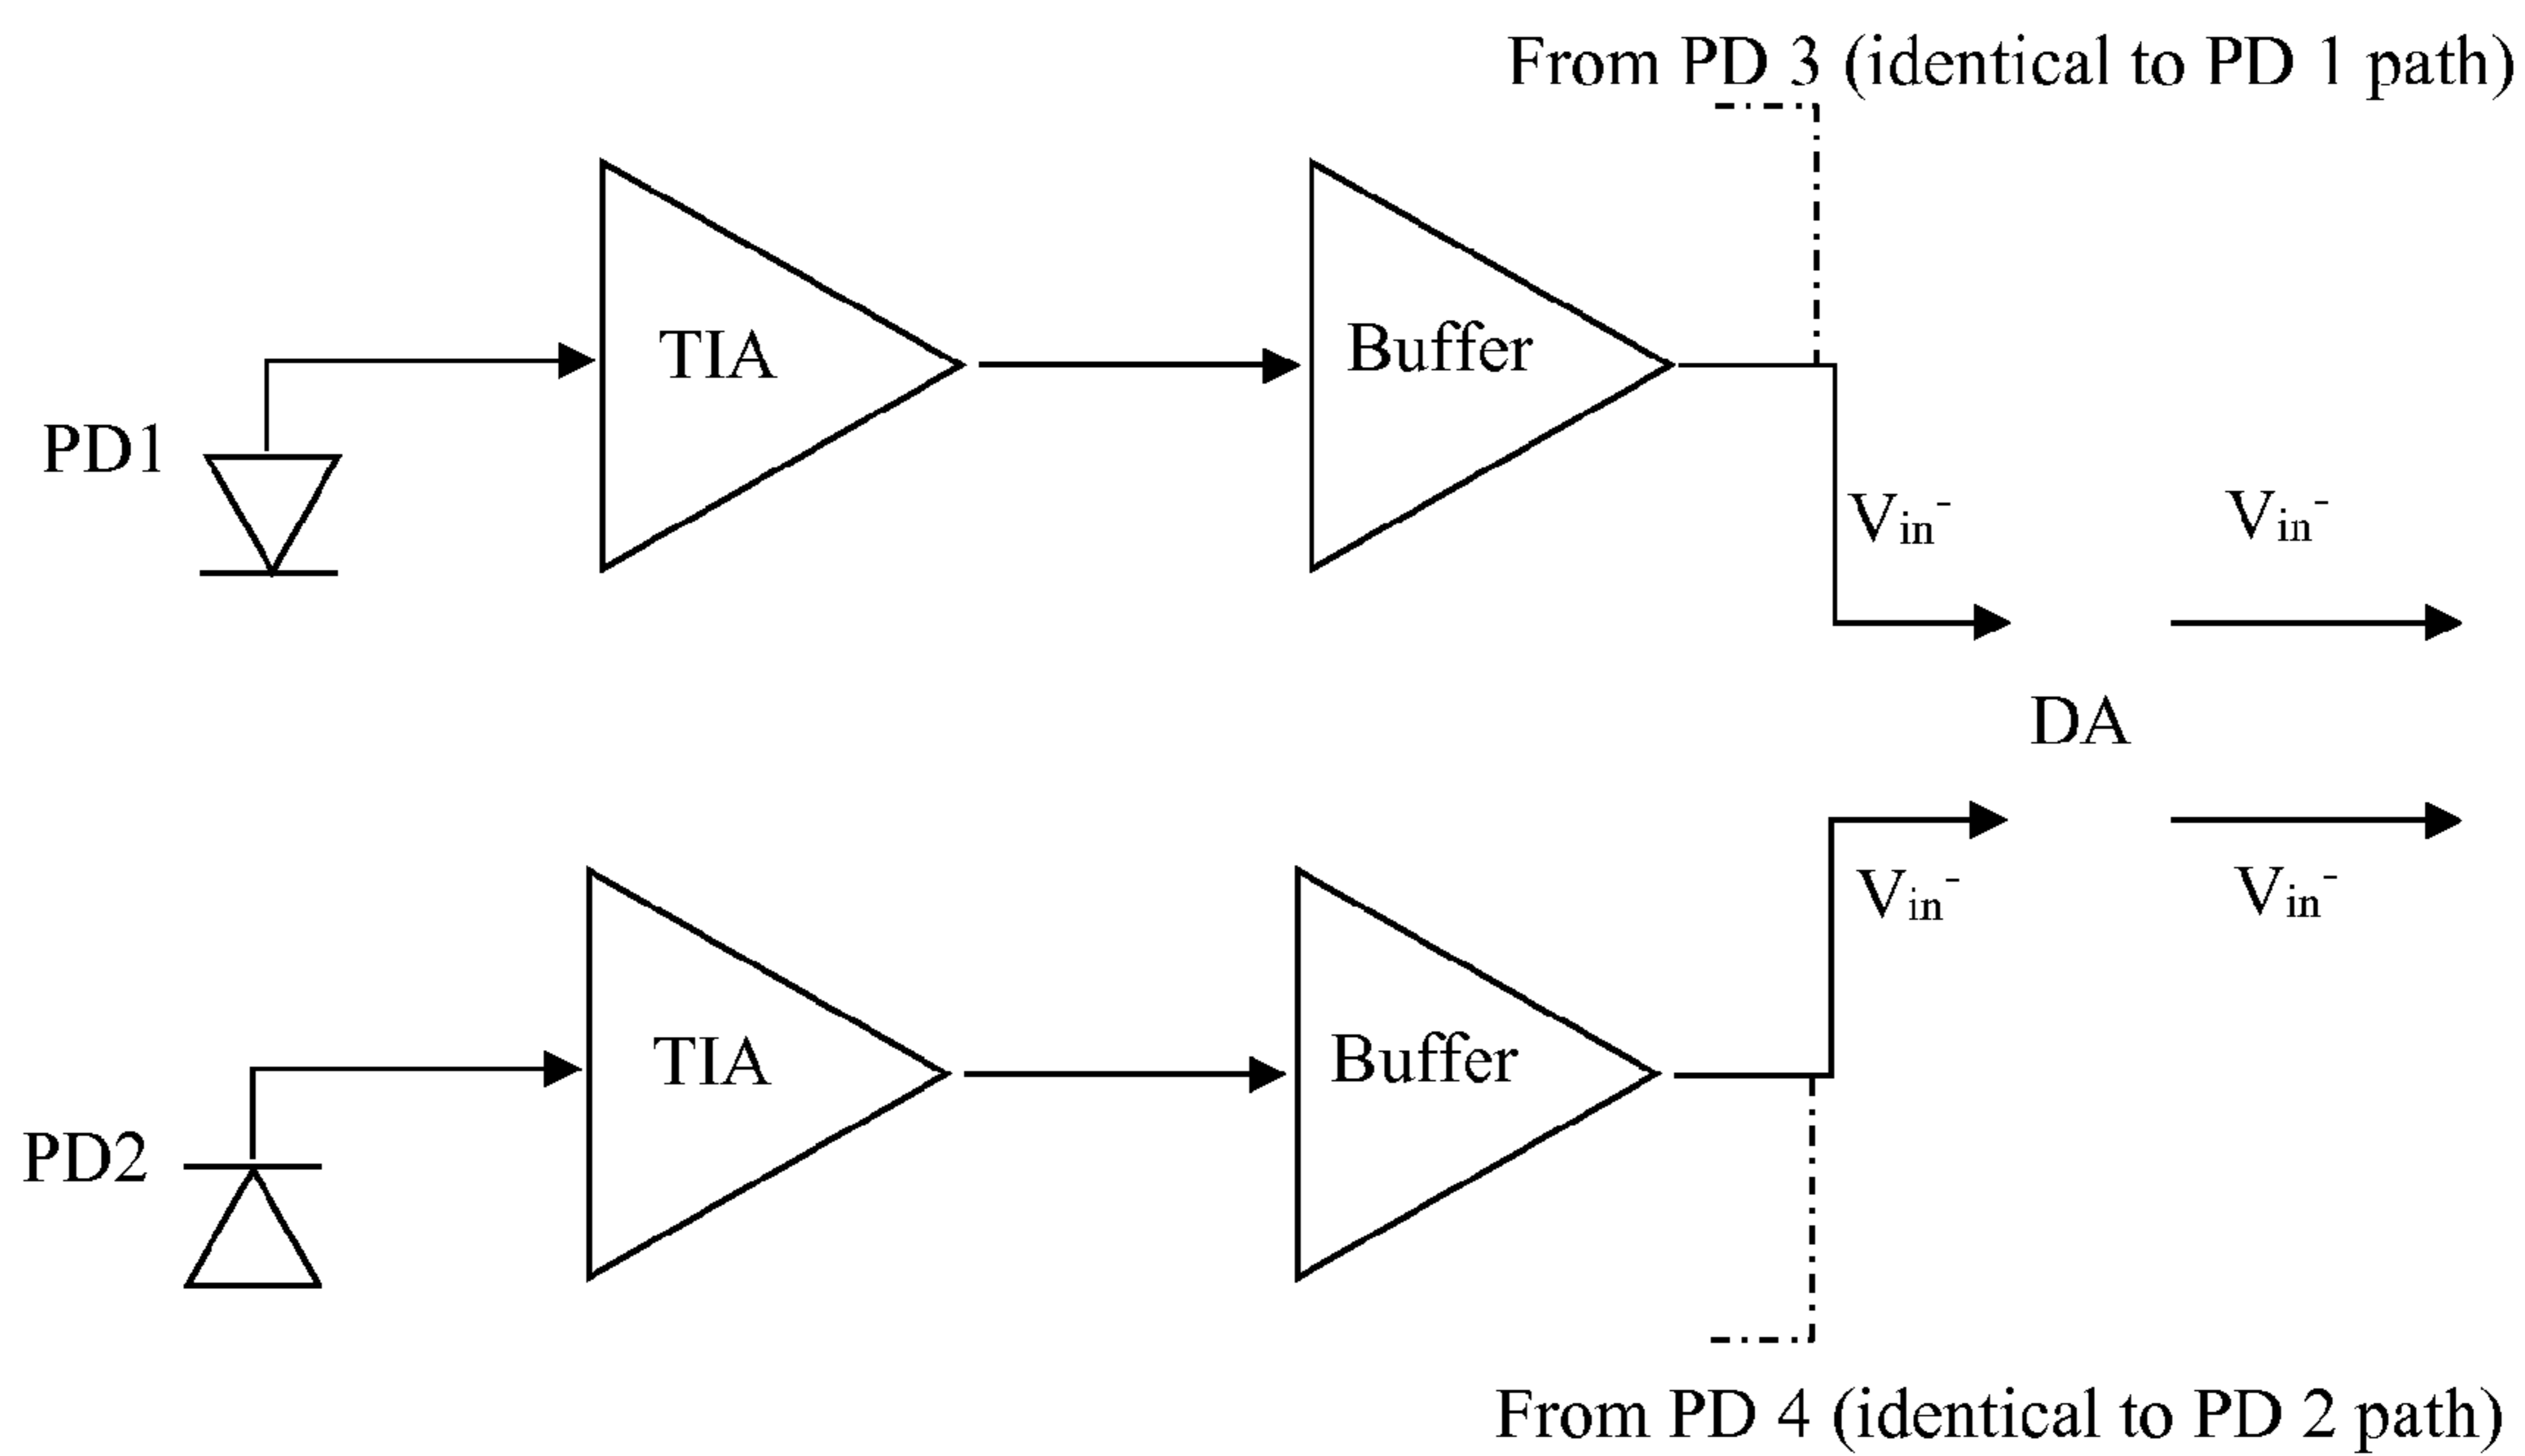 From PD 3 (identical to PD 1 path)
TIA
Buffer
PD1
Vin-
Vin-
DA
Vin-
Vin-
TIA
Buffer
PD2
From PD 4 (identical to PD 2 path)